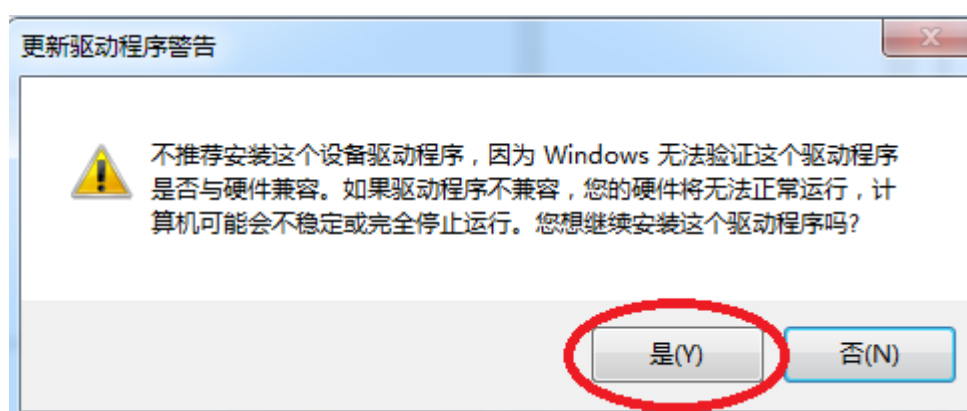 更新驱动程序警告
不推荐安装这个设备驱动程序，因为 Windows 无法验证这个驱动程序
是否与硬件兼容。如果驱动程序不兼容，您的硬件将无法正常运行，计
算机可能会不稳定或完全停止运行。您想继续安装这个驱动程序吗?
是(Y) 否(N)